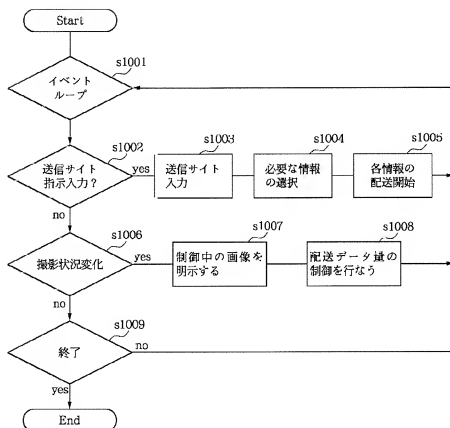 Start
s1001
イベント
ループ
s1002
送信サイト
指示入力？
yes
no
s1003
送信サイト
入力
s1004
必要な情報
の選択
s1005
各情報の
配送開始
s1006
撮影状況変化
yes
no
s1007
制御中の画像を
明示する
s1008
配送データ量の
制御を行なう
s1009
終了
no
yes
End